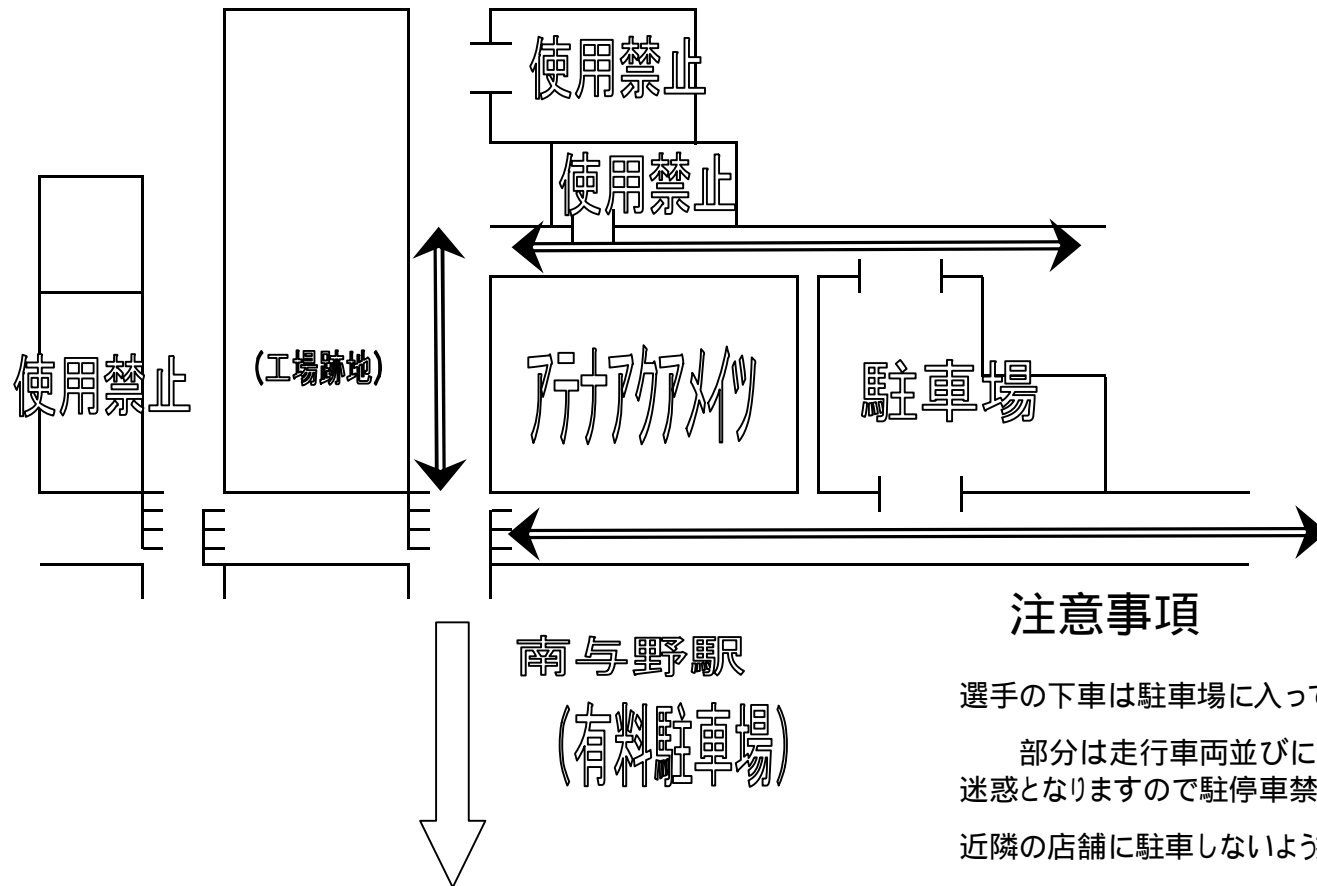 使用禁止
使用禁止
使用禁止
(工場跡地)
アテナアクアメイツ
駐車場
南与野駅
(有料駐車場)
注意事項
選手の下車は駐車場に入って
部分は走行車両並びに
迷惑となりますので駐停車禁
近隣の店舗に駐車しないよう